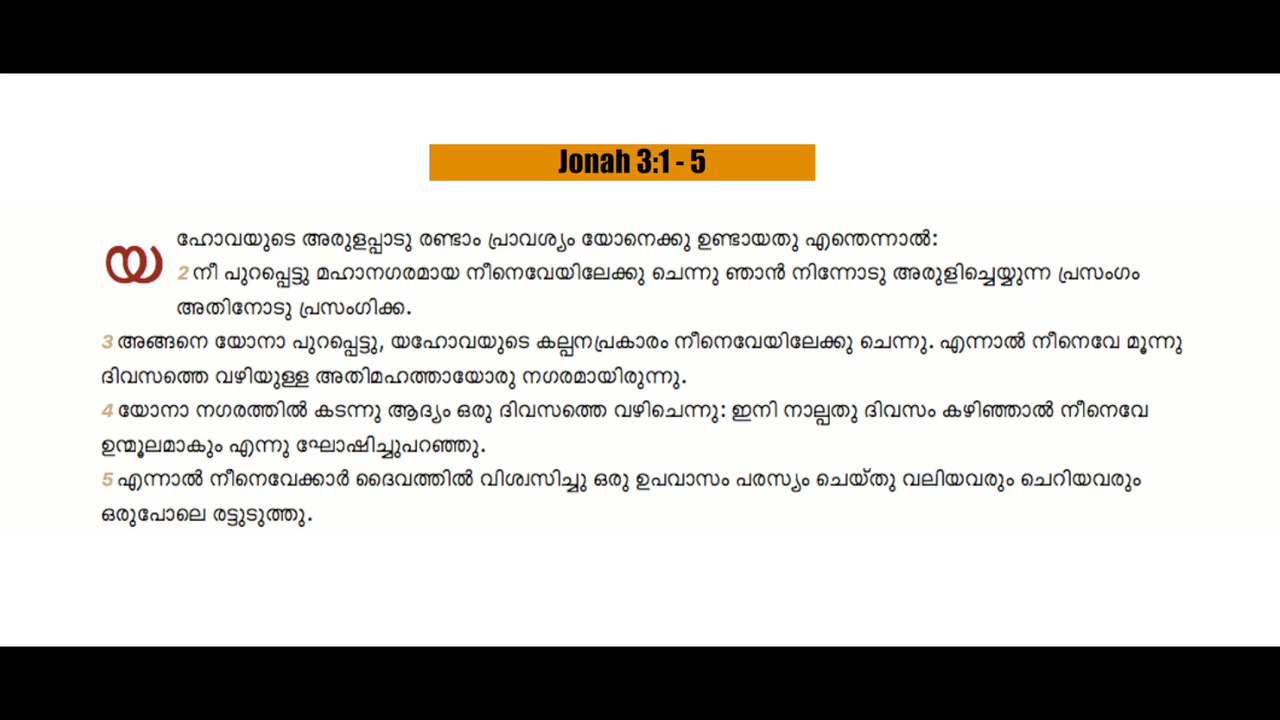 Jonah 3:1 - 5
യഹോവയുടെ അരുളപ്പാടു രണ്ടാം പ്രാവശ്യം യോനെക്കു ഉണ്ടായതു എന്തെന്നാൽ:
2 നീ പുറപ്പെട്ടു മഹാനഗരമായ നീനെവേയിലേക്കു ചെന്നു ഞാൻ നിന്നോടു അരുളിച്ചെയ്യുന്ന പ്രസംഗം
അതിനോടു പ്രസംഗിക്ക.
3 അങ്ങനെ യോനാ പുറപ്പെട്ടു, യഹോവയുടെ കല്പനപ്രകാരം നീനെവേയിലേക്കു ചെന്നു. എന്നാൽ നീനെവേ മൂന്നു
ദിവസത്തെ വഴിയുള്ള അതിമഹത്തായോരു നഗരമായിരുന്നു.
4 യോനാ നഗരത്തിൽ കടന്നു ആദ്യം ഒരു ദിവസത്തെ വഴിചെന്നു: ഇനി നാല്പതു ദിവസം കഴിഞ്ഞാൽ നീനെവേ
ഉന്മൂലമാകും എന്നു ഘോഷിച്ചുപറഞ്ഞു.
5 എന്നാൽ നീനെവേക്കാർ ദൈവത്തിൽ വിശ്വസിച്ചു ഒരു ഉപവാസം പരസ്യം ചെയ്തു വലിയവരും ചെറിയവരും
ഒരുപോലെ രട്ടുടുത്തു.